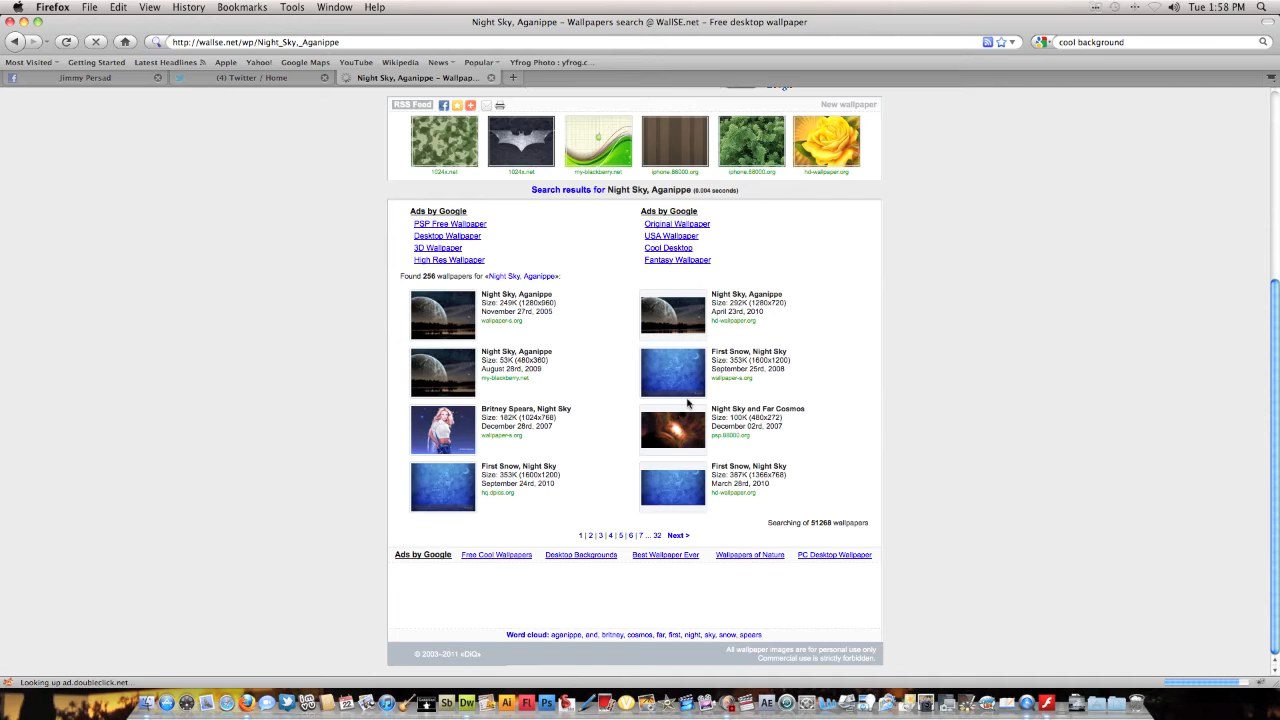 Firefox File Edit View History Bookmarks Tools Window Help Tue 1:58 PM
Night Sky, Aganippe – Wallpapers search @ WallSE.net – Free desktop wallpaper
http://wallse.net/wp/Night_Sky,_Aganippe cool background
Most Visited Getting Started Latest Headlines Apple Yahoo! Google Maps YouTube Wikipedia News Popular Yfrog Photo : yfrog.c...
Jimmy Persad (4) Twitter / Home Night Sky, Aganippe – Wallpap...
RSS Feed New wallpaper
1024x.net 1024x.net my-blackberry.net iphone.88000.org iphone.88000.org hd-wallpaper.org
Search results for Night Sky, Aganippe (0.004 seconds)
Ads by Google
PSP Free Wallpaper
Desktop Wallpaper
3D Wallpaper
High Res Wallpaper
Ads by Google
Original Wallpaper
USA Wallpaper
Cool Desktop
Fantasy Wallpaper
Found 256 wallpapers for «Night Sky, Aganippe»:
Night Sky, Aganippe
Size: 249K (1280x960)
November 27rd, 2005
wallpaper-s.org
Night Sky, Aganippe
Size: 292K (1280x720)
April 23rd, 2010
hd-wallpaper.org
Night Sky, Aganippe
Size: 53K (480x360)
August 28rd, 2009
my-blackberry.net
First Snow, Night Sky
Size: 353K (1600x1200)
September 25rd, 2008
wallpaper-s.org
Britney Spears, Night Sky
Size: 182K (1024x768)
December 28rd, 2007
wallpaper-s.org
Night Sky and Far Cosmos
Size: 100K (480x272)
December 02rd, 2007
psp.88000.org
First Snow, Night Sky
Size: 353K (1600x1200)
September 24rd, 2010
hq.dpics.org
First Snow, Night Sky
Size: 387K (1366x768)
March 28rd, 2010
hd-wallpaper.org
Searching of 51268 wallpapers
1 | 2 | 3 | 4 | 5 | 6 | 7 ... 32 Next >
Ads by Google Free Cool Wallpapers Desktop Backgrounds Best Wallpaper Ever Wallpapers of Nature PC Desktop Wallpaper
Word cloud: aganippe, and, britney, cosmos, far, first, night, sky, snow, spears
© 2003–2011 «DiQ»
All wallpaper images are for personal use only
Commercial use is strictly forbidden.
Looking up ad.doubleclick.net...
Sb Dw Ai Fl Ps AE